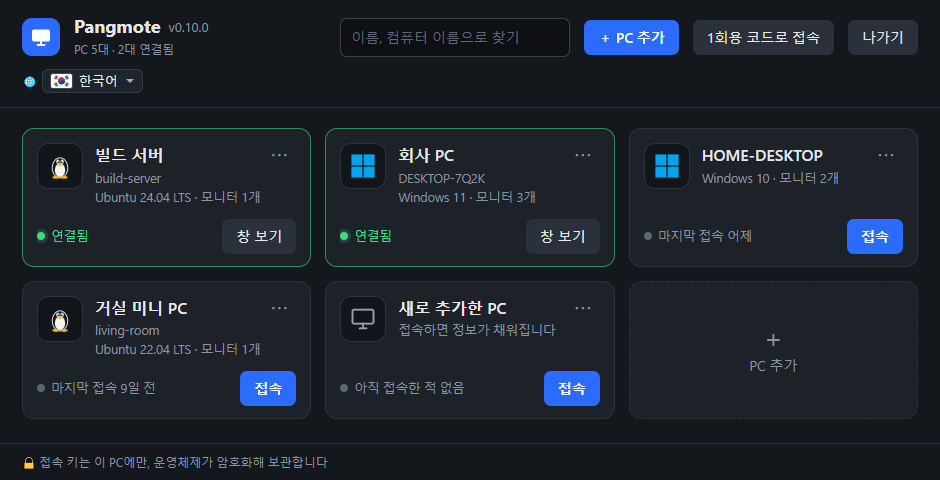 Pangmote v0.10.0
PC 5대 · 2대 연결됨
이름, 컴퓨터 이름으로 찾기
+ PC 추가
1회용 코드로 접속
나가기
한국어
빌드 서버
build-server
Ubuntu 24.04 LTS · 모니터 1개
연결됨
창 보기
회사 PC
DESKTOP-7Q2K
Windows 11 · 모니터 3개
연결됨
창 보기
HOME-DESKTOP
Windows 10 · 모니터 2개
마지막 접속 어제
접속
거실 미니 PC
living-room
Ubuntu 22.04 LTS · 모니터 1개
마지막 접속 9일 전
접속
새로 추가한 PC
접속하면 정보가 채워집니다
아직 접속한 적 없음
접속
+
PC 추가
접속 키는 이 PC에만, 운영체제가 암호화해 보관합니다